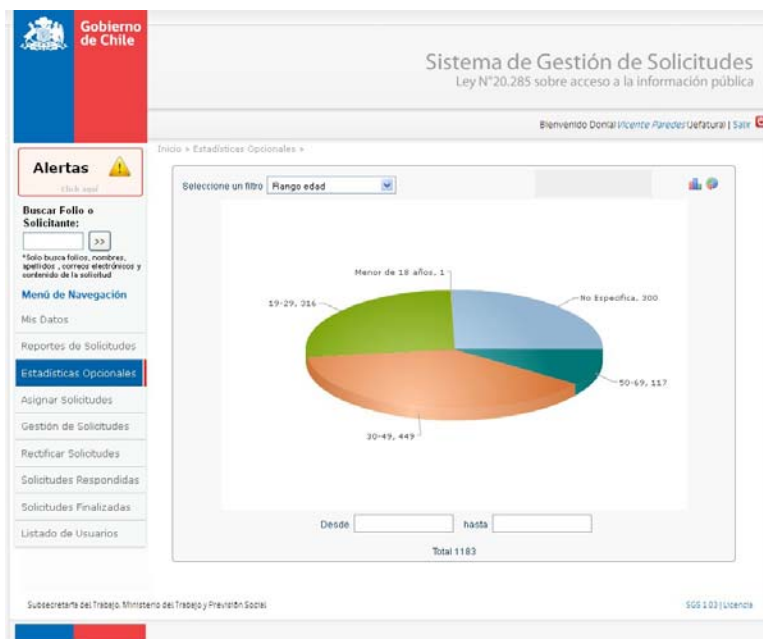 Gobierno
de Chile
Sistema de Gestión de Solicitudes
Ley N°20.285 sobre acceso a la información pública
Bienvenido Don(a) Vicente Paredes (Jefatura) | Salir
Inicio » Estadísticas Opcionales »
Alertas
Click aquí
Seleccione un filtro Rango edad
Buscar Folio o
Solicitante:
>>
*Solo busca folios, nombres,
apellidos , correos electrónicos y
contenido de la solicitud
Menú de Navegación
Mis Datos
Reportes de Solicitudes
Estadísticas Opcionales
Asignar Solicitudes
Gestión de Solicitudes
Rectificar Solicitudes
Solicitudes Respondidas
Solicitudes Finalizadas
Listado de Usuarios
Menor de 18 años, 1
No Especifica, 300
19-29, 316
50-69, 117
30-49, 449
Desde hasta
Total 1183
Subsecretaría del Trabajo, Ministerio del Trabajo y Previsión Social
SGS 1.03 | Licencia